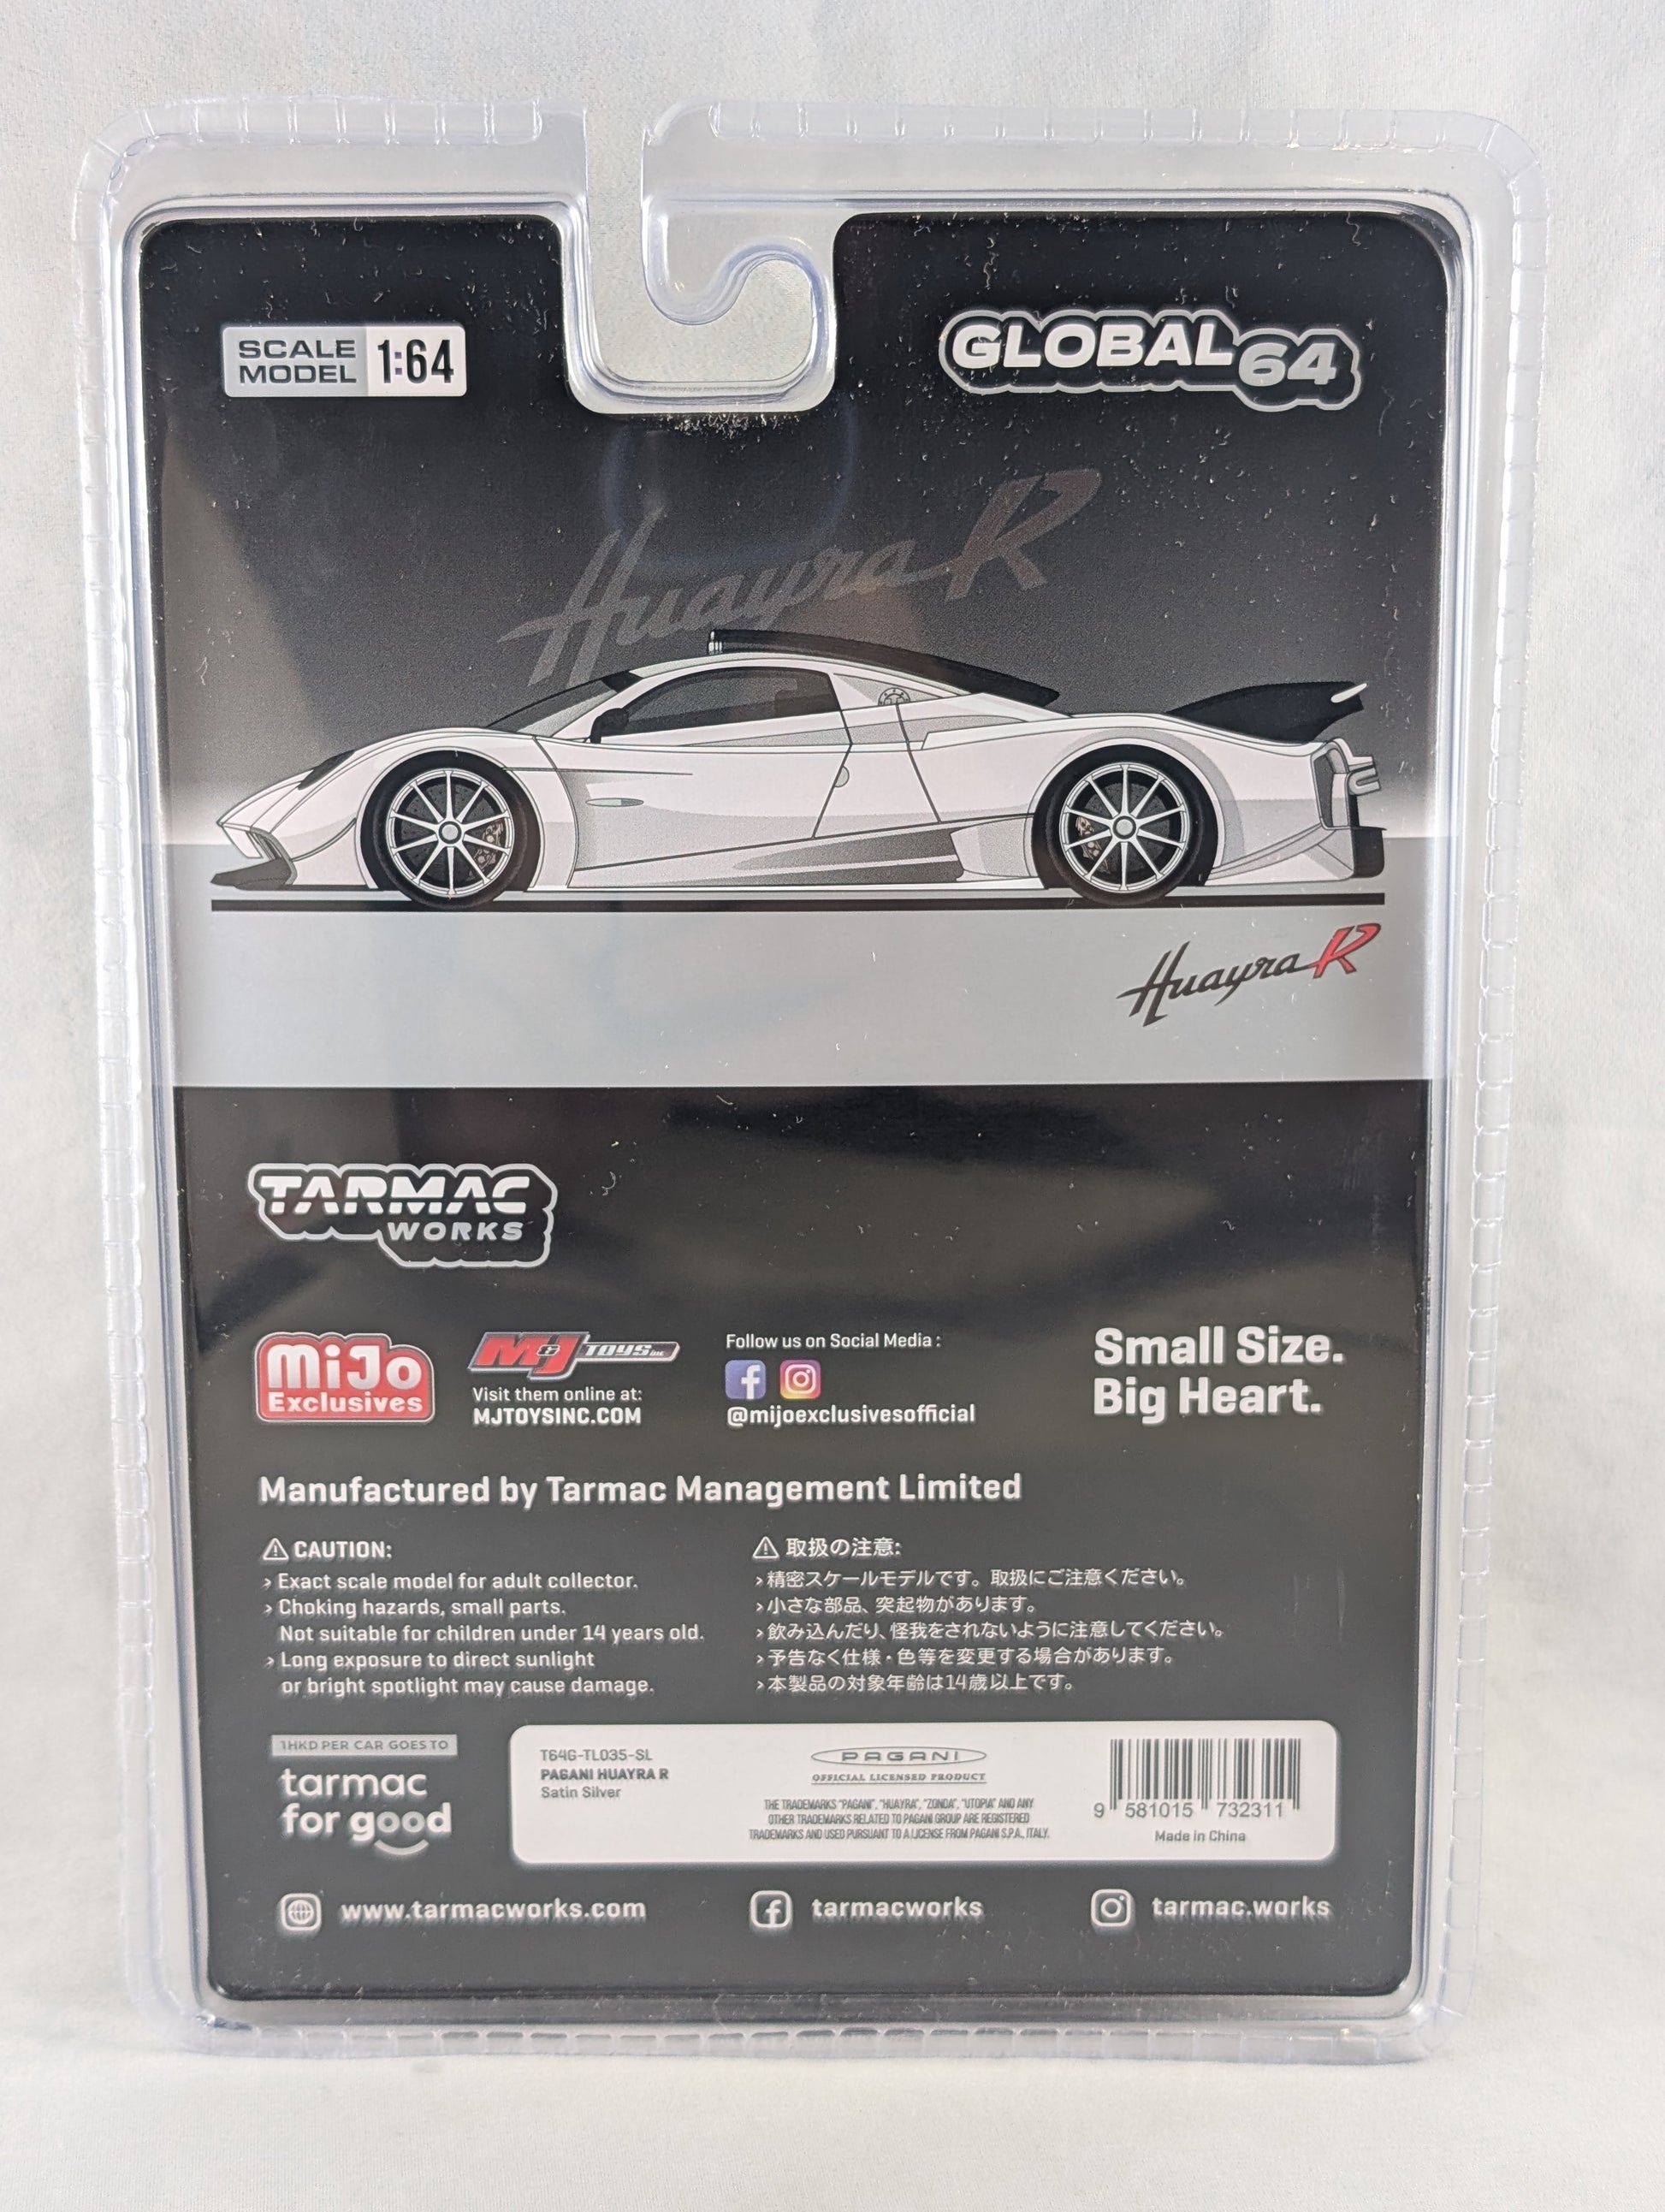 SCALE MODEL 1:64
GLOBAL64
Huayra R
Huayra R
TARMAC
WORKS
MiJo
Exclusives
M&J TOYS INC.
Visit them online at:
MJTOYSINC.COM
Follow us on Social Media :
@mijoexclusivesofficial
Small Size.
Big Heart.
Manufactured by Tarmac Management Limited
CAUTION:
> Exact scale model for adult collector.
> Choking hazards, small parts.
Not suitable for children under 14 years old.
> Long exposure to direct sunlight
or bright spotlight may cause damage.
取扱の注意:
> 精密スケールモデルです。取扱にご注意ください。
> 小さな部品、突起物があります。
> 飲み込んだり、怪我をされないように注意してください。
> 予告なく仕様・色等を変更する場合があります。
> 本製品の対象年齢は14歳以上です。
1HKD PER CAR GOES TO
tarmac
for good
T64G-TL035-SL
PAGANI HUAYRA R
Satin Silver
PAGANI
OFFICIAL LICENSED PRODUCT
THE TRADEMARKS "PAGANI", "HUAYRA", "ZONDA", "UTOPIA" AND ANY
OTHER TRADEMARKS RELATED TO PAGANI GROUP ARE REGISTERED
TRADEMARKS AND USED PURSUANT TO A LICENSE FROM PAGANI S.P.A., ITALY.
9 581015 732311
Made in China
www.tarmacworks.com
tarmacworks
tarmac.works